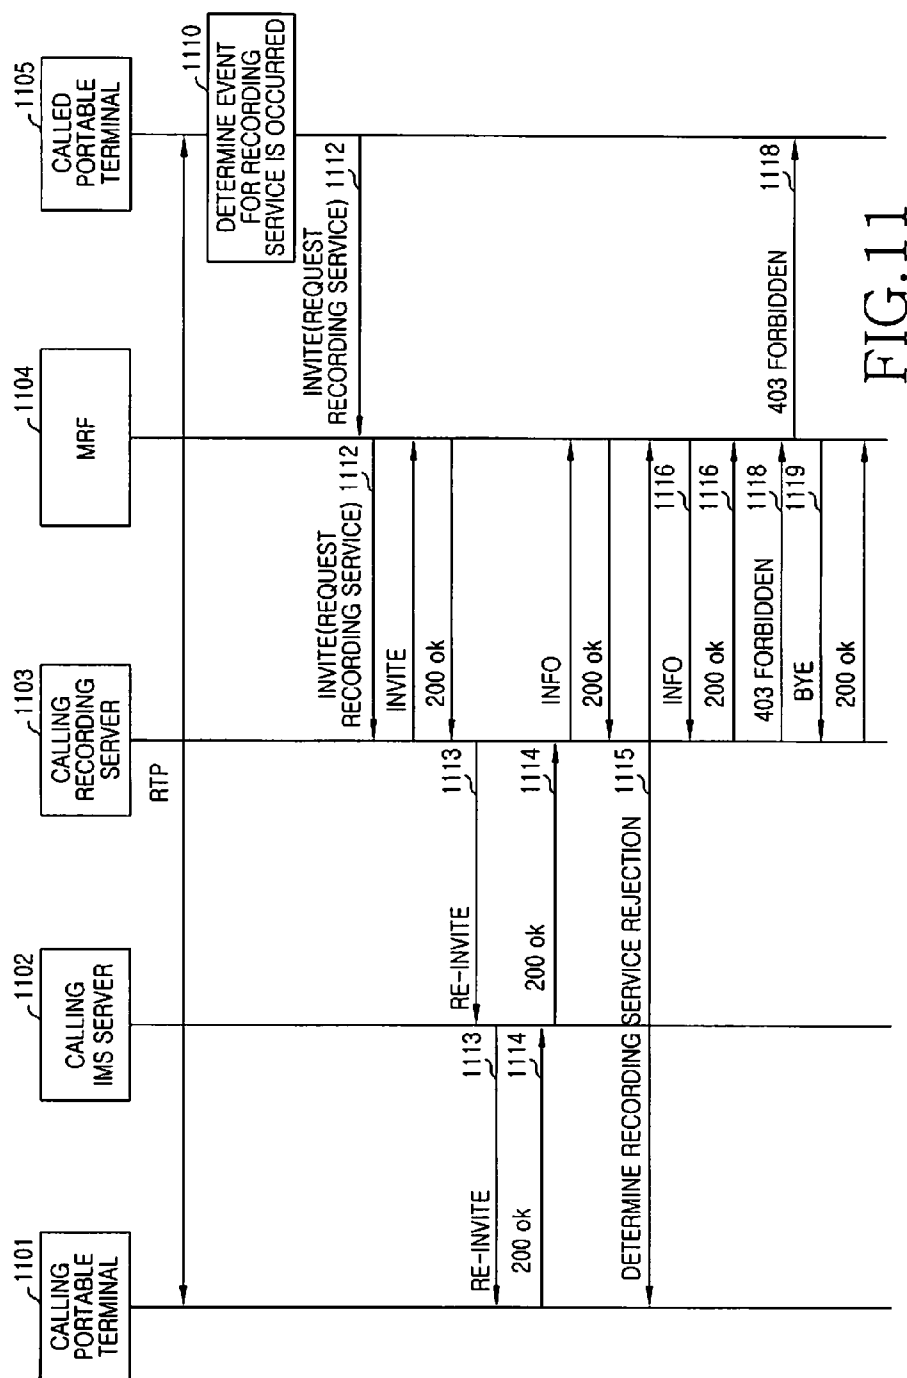 1101
CALLING
PORTABLE
TERMINAL
1102
CALLING
IMS SERVER
1103
CALLING
RECORDING
SERVER
1104
MRF
1105
CALLED
PORTABLE
TERMINAL
RTP
1110
DETERMINE EVENT
FOR RECORDING
SERVICE IS OCCURRED
INVITE(REQUEST
RECORDING SERVICE) 1112
INVITE(REQUEST
RECORDING SERVICE) 1112
INVITE
200 ok
RE-INVITE
1113
RE-INVITE
1113
200 ok
1114
200 ok
1114
INFO
200 ok
DETERMINE RECORDING SERVICE REJECTION
1115
INFO
1116
200 ok
1116
403 FORBIDDEN
1118
403 FORBIDDEN
1118
BYE
1119
200 ok
FIG.11